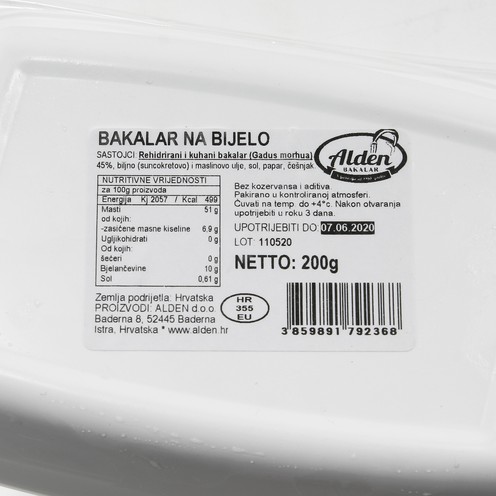 BAKALAR NA BIJELO
SASTOJCI: Rehidrirani i kuhani bakalar (Gadus morhua)
45%, biljno (suncokretovo) i maslinovo ulje, sol, papar, češnjak
Alden
BAKALAR
NUTRITIVNE VRIJEDNOSTI
za 100g proizvoda
Energija Kj 2057 / Kcal 499
Masti 51 g
od kojih:
-zasićene masne kiseline 6,9 g
Ugljikohidrati 0 g
Od kojih:
šećeri 0 g
Bjelančevine 10 g
Sol 0,61 g
Bez kozervansa i aditiva.
Pakirano u kontroliranoj atmosferi.
Čuvati na temp do +4°c. Nakon otvaranja
upotrijebiti u roku 3 dana.
UPOTRIJEBITI DO: 07.06.2020
LOT: 110520
NETTO: 200g
Zemlja podrijetla: Hrvatska
PROIZVODI: ALDEN d.o.o.
Baderna 8, 52445 Baderna
Istra, Hrvatska * www.alden.hr
HR
355
EU
3 859891 792368